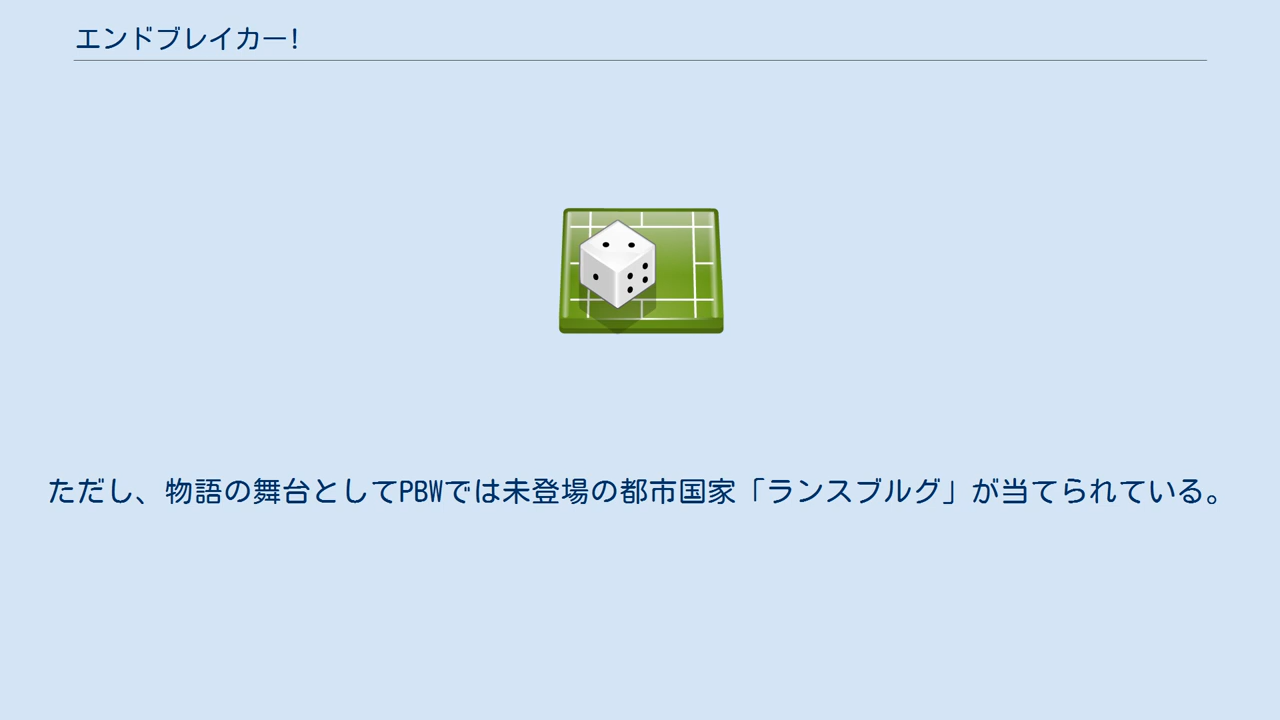 エンドブレイカー!
ただし、物語の舞台としてPBWでは未登場の都市国家「ランスブルグ」が当てられている。